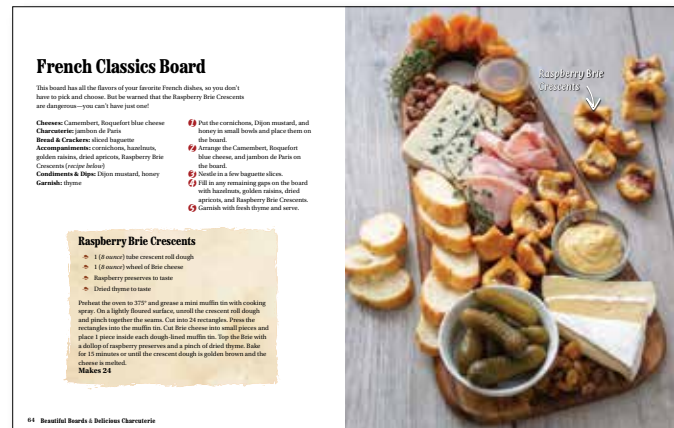 French Classics Board
This board has all the flavors of your favorite French dishes, so you don't
have to pick and choose. But be warned that the Raspberry Brie Crescents
are dangerous—you can't have just one!
Cheeses: Camembert, Roquefort blue cheese
Charcuterie: jambon de Paris
Bread & Crackers: sliced baguette
Accompaniments: cornichons, hazelnuts,
golden raisins, dried apricots, Raspberry Brie
Crescents (recipe below)
Condiments & Dips: Dijon mustard, honey
Garnish: thyme
1 Put the cornichons, Dijon mustard, and
honey in small bowls and place them on
the board.
2 Arrange the Camembert, Roquefort
blue cheese, and jambon de Paris on
the board.
3 Nestle in a few baguette slices.
4 Fill in any remaining gaps on the board
with hazelnuts, golden raisins, dried
apricots, and Raspberry Brie Crescents.
5 Garnish with fresh thyme and serve.
Raspberry Brie Crescents
1 (8 ounce) tube crescent roll dough
1 (8 ounce) wheel of Brie cheese
Raspberry preserves to taste
Dried thyme to taste
Preheat the oven to 375° and grease a mini muffin tin with cooking
spray. On a lightly floured surface, unroll the crescent roll dough
and pinch together the seams. Cut into 24 rectangles. Press the
rectangles into the muffin tin. Cut Brie cheese into small pieces and
place 1 piece inside each dough-lined muffin tin. Top the Brie with
a dollop of raspberry preserves and a pinch of dried thyme. Bake
for 15 minutes or until the crescent dough is golden brown and the
cheese is melted.
Makes 24
64 Beautiful Boards & Delicious Charcuterie
Raspberry Brie
Crescents